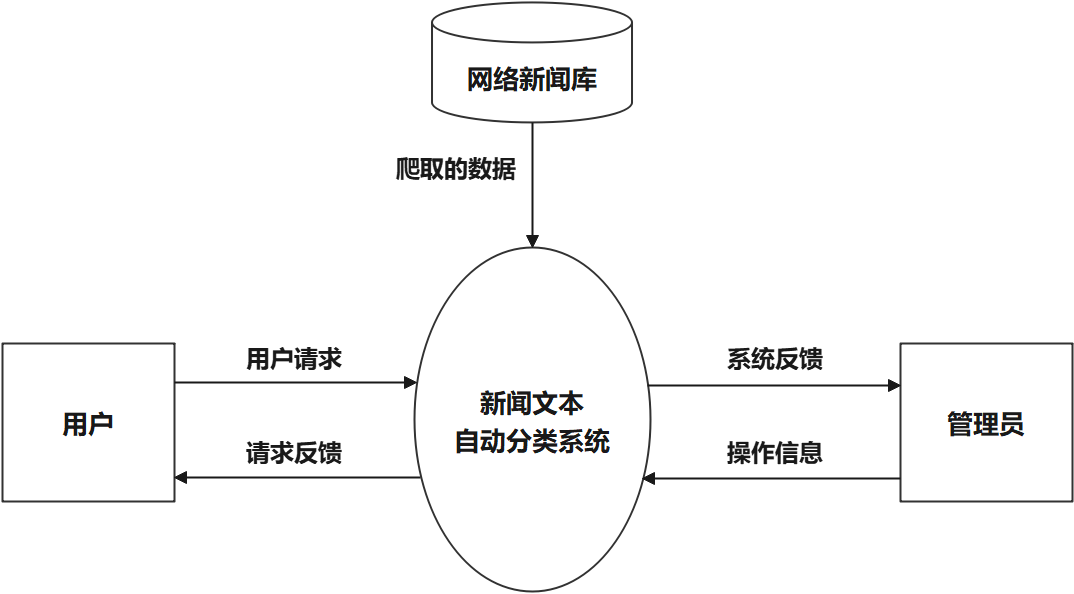 网络新闻库
爬取的数据
用户请求
系统反馈
用户
新闻文本
自动分类系统
管理员
请求反馈
操作信息